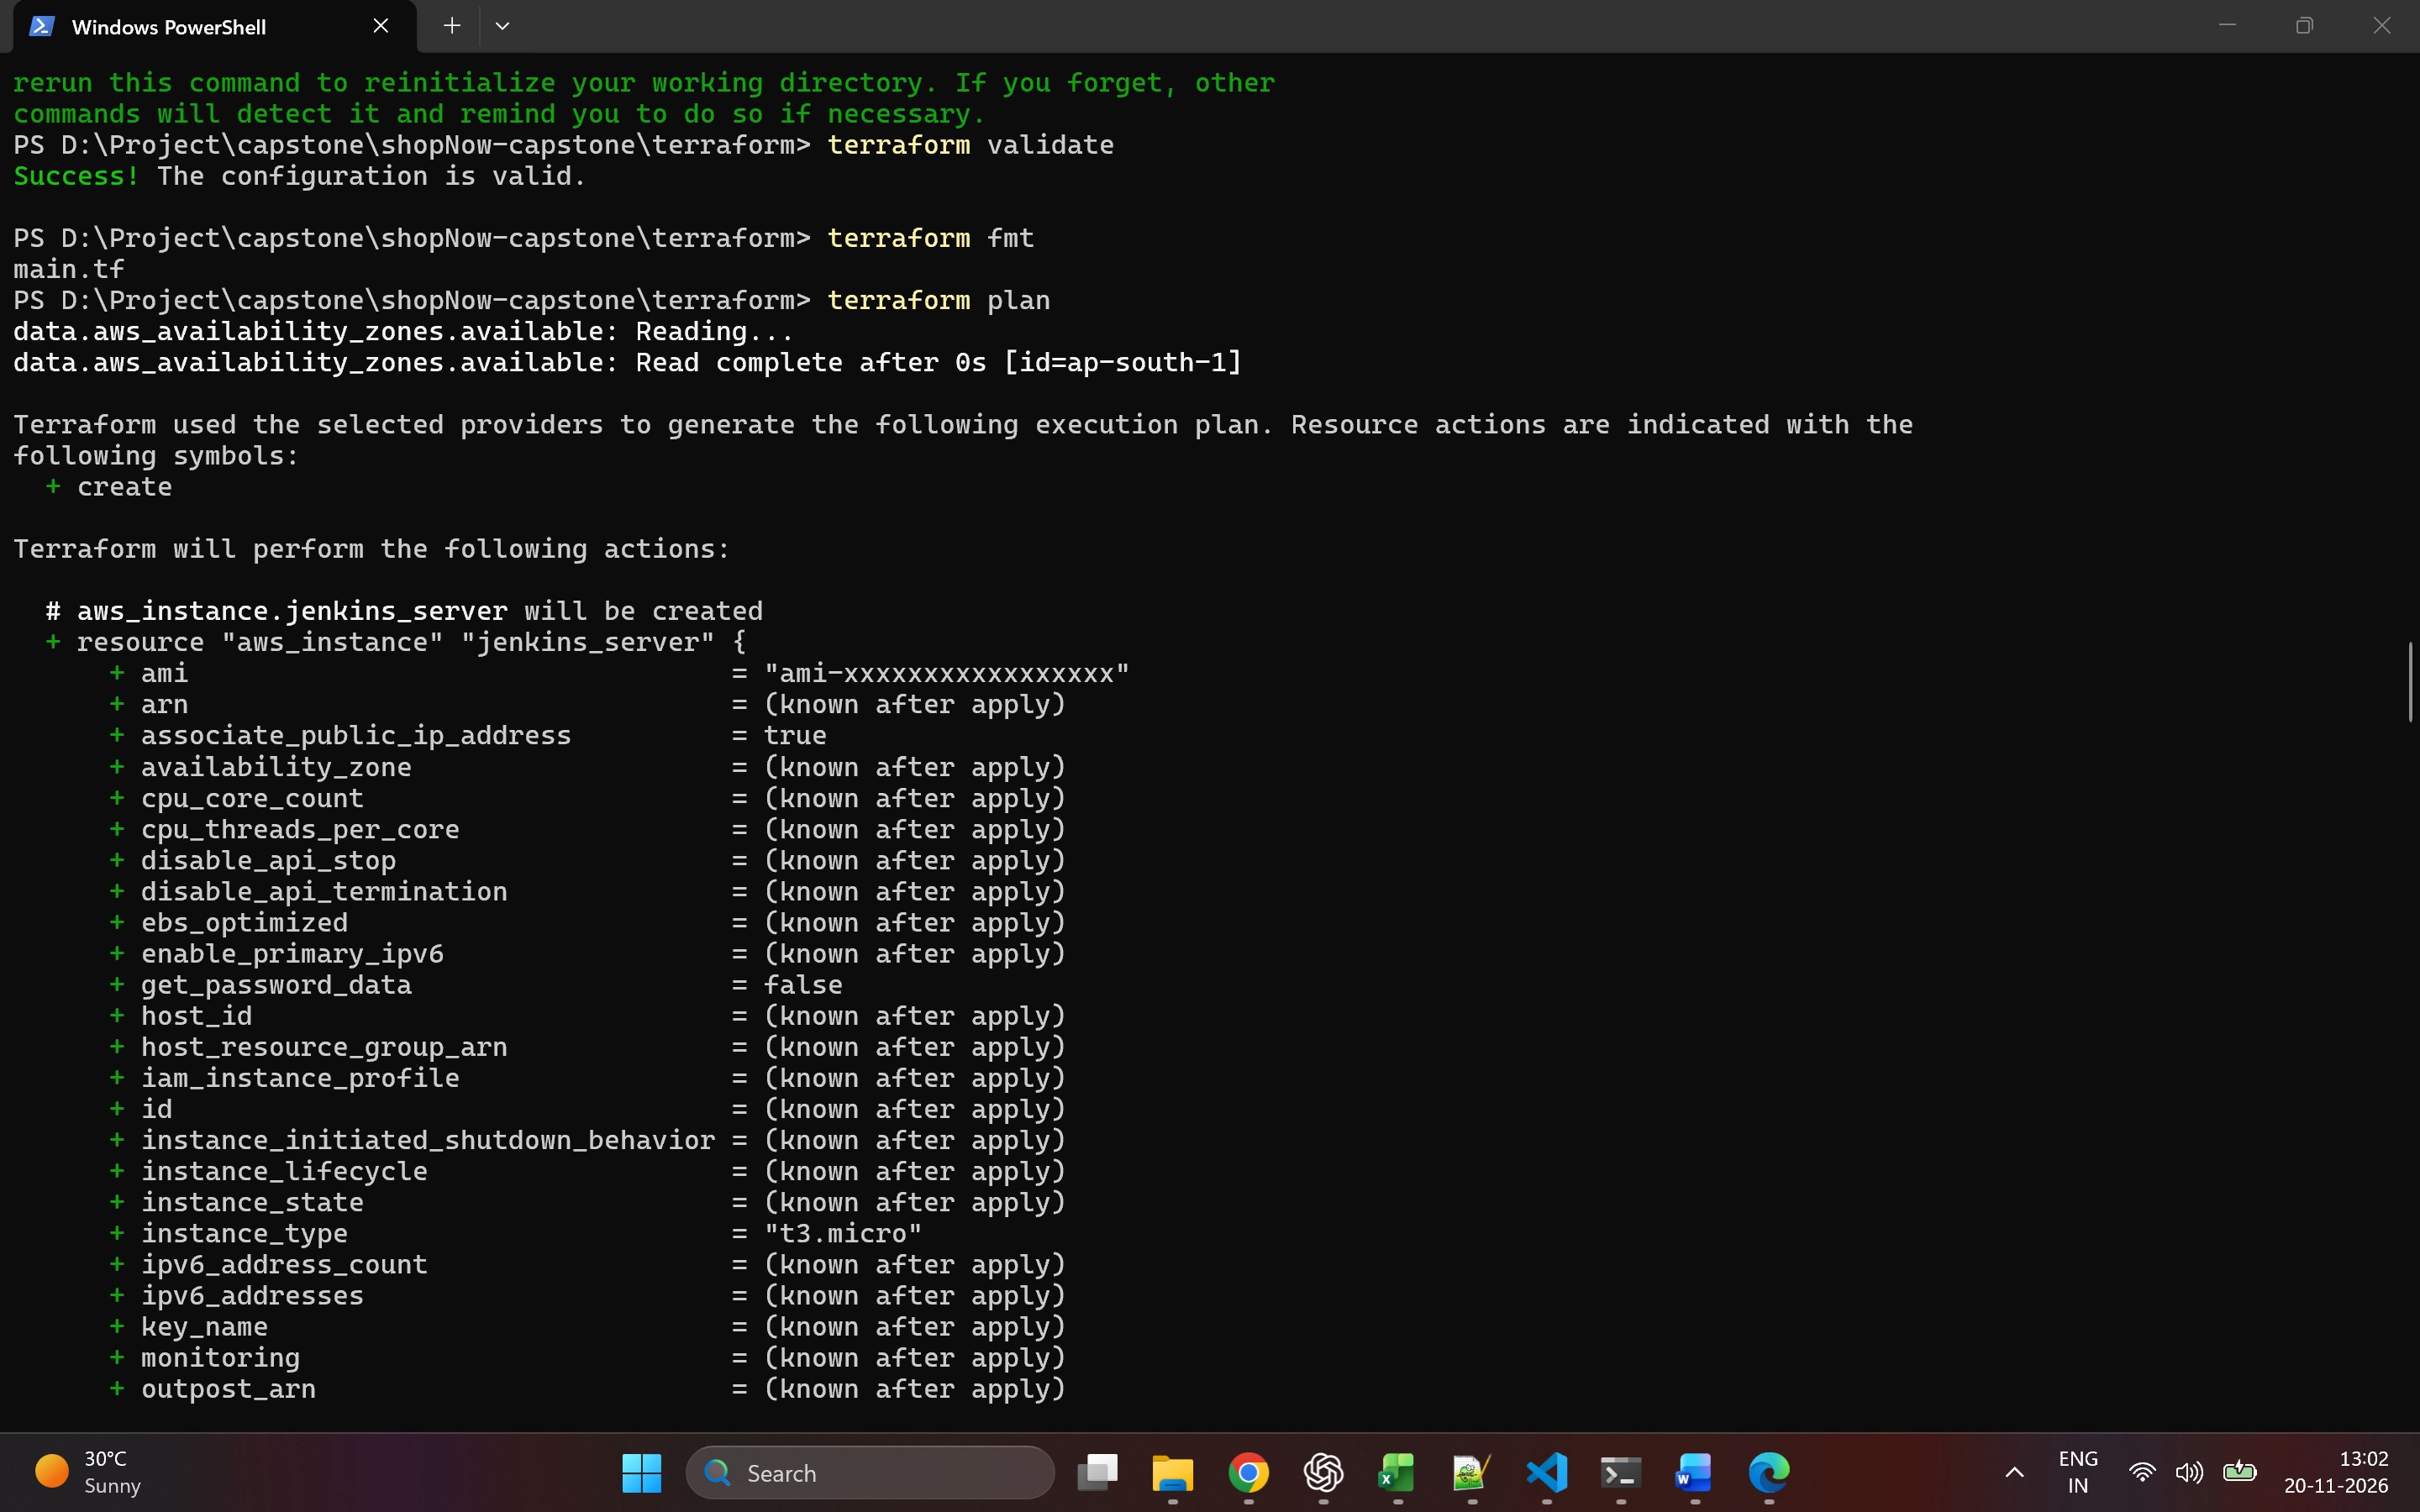 Windows PowerShell
rerun this command to reinitialize your working directory. If you forget, other
commands will detect it and remind you to do so if necessary.
PS D:\Project\capstone\shopNow-capstone\terraform> terraform validate
Success! The configuration is valid.
PS D:\Project\capstone\shopNow-capstone\terraform> terraform fmt
main.tf
PS D:\Project\capstone\shopNow-capstone\terraform> terraform plan
data.aws_availability_zones.available: Reading...
data.aws_availability_zones.available: Read complete after 0s [id=ap-south-1]
Terraform used the selected providers to generate the following execution plan. Resource actions are indicated with the
following symbols:
  + create
Terraform will perform the following actions:
  # aws_instance.jenkins_server will be created
  + resource "aws_instance" "jenkins_server" {
      + ami                                  = "ami-xxxxxxxxxxxxxxxxx"
      + arn                                  = (known after apply)
      + associate_public_ip_address          = true
      + availability_zone                    = (known after apply)
      + cpu_core_count                       = (known after apply)
      + cpu_threads_per_core                 = (known after apply)
      + disable_api_stop                     = (known after apply)
      + disable_api_termination              = (known after apply)
      + ebs_optimized                        = (known after apply)
      + enable_primary_ipv6                  = (known after apply)
      + get_password_data                    = false
      + host_id                              = (known after apply)
      + host_resource_group_arn              = (known after apply)
      + iam_instance_profile                 = (known after apply)
      + id                                   = (known after apply)
      + instance_initiated_shutdown_behavior = (known after apply)
      + instance_lifecycle                   = (known after apply)
      + instance_state                       = (known after apply)
      + instance_type                        = "t3.micro"
      + ipv6_address_count                   = (known after apply)
      + ipv6_addresses                       = (known after apply)
      + key_name                             = (known after apply)
      + monitoring                           = (known after apply)
      + outpost_arn                          = (known after apply)
30°C
Sunny
Search
ENG
IN
13:02
20-11-2026